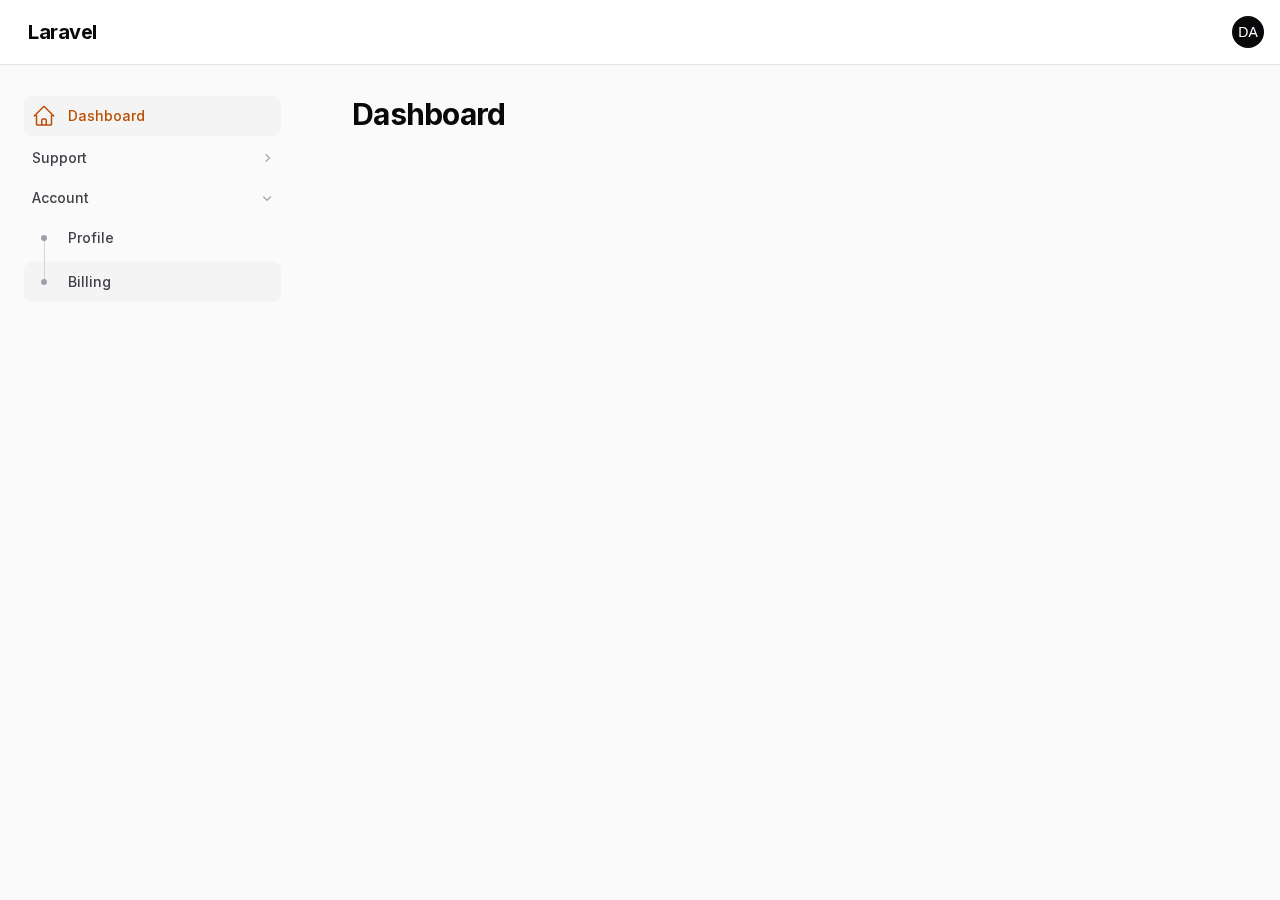 Laravel
DA
Dashboard
Dashboard
Support
Account
Profile
Billing